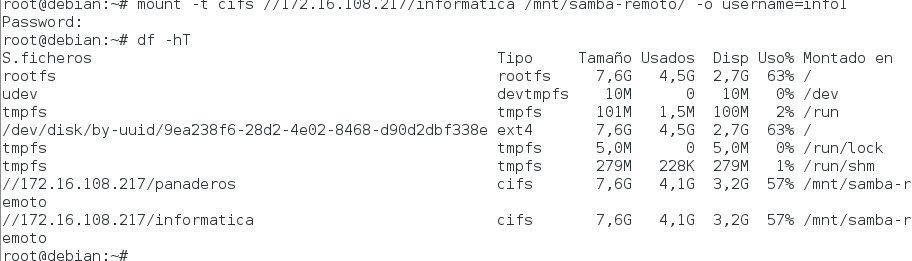 root@debian:~# mount -t cifs //172.16.108.217/informatica /mnt/samba-remoto/ -o username=info1
Password:
root@debian:~# df -hT
S.ficheros Tipo Tamaño Usados Disp Uso% Montado en
rootfs rootfs 7,6G 4,5G 2,7G 63% /
udev devtmpfs 10M 0 10M 0% /dev
tmpfs tmpfs 101M 1,5M 100M 2% /run
/dev/disk/by-uuid/9ea238f6-28d2-4e02-8468-d90d2dbf338e ext4 7,6G 4,5G 2,7G 63% /
tmpfs tmpfs 5,0M 0 5,0M 0% /run/lock
tmpfs tmpfs 279M 228K 279M 1% /run/shm
//172.16.108.217/panaderos cifs 7,6G 4,1G 3,2G 57% /mnt/samba-r
emoto
//172.16.108.217/informatica cifs 7,6G 4,1G 3,2G 57% /mnt/samba-r
emoto
root@debian:~#